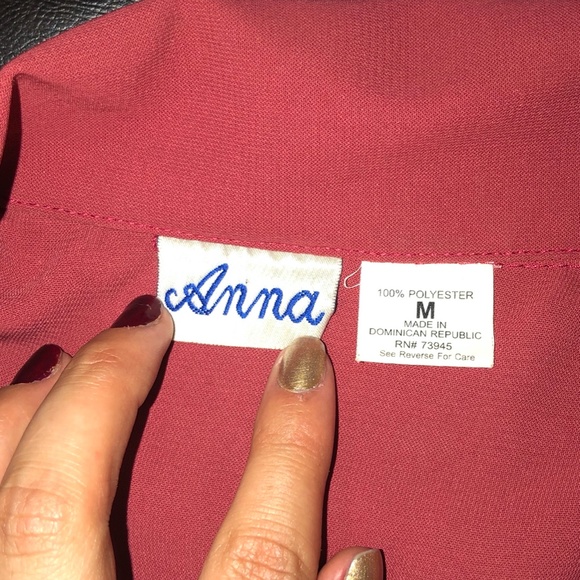 Anna
100% POLYESTER
M
MADE IN
DOMINICAN REPUBLIC
RN# 73945
See Reverse For Care